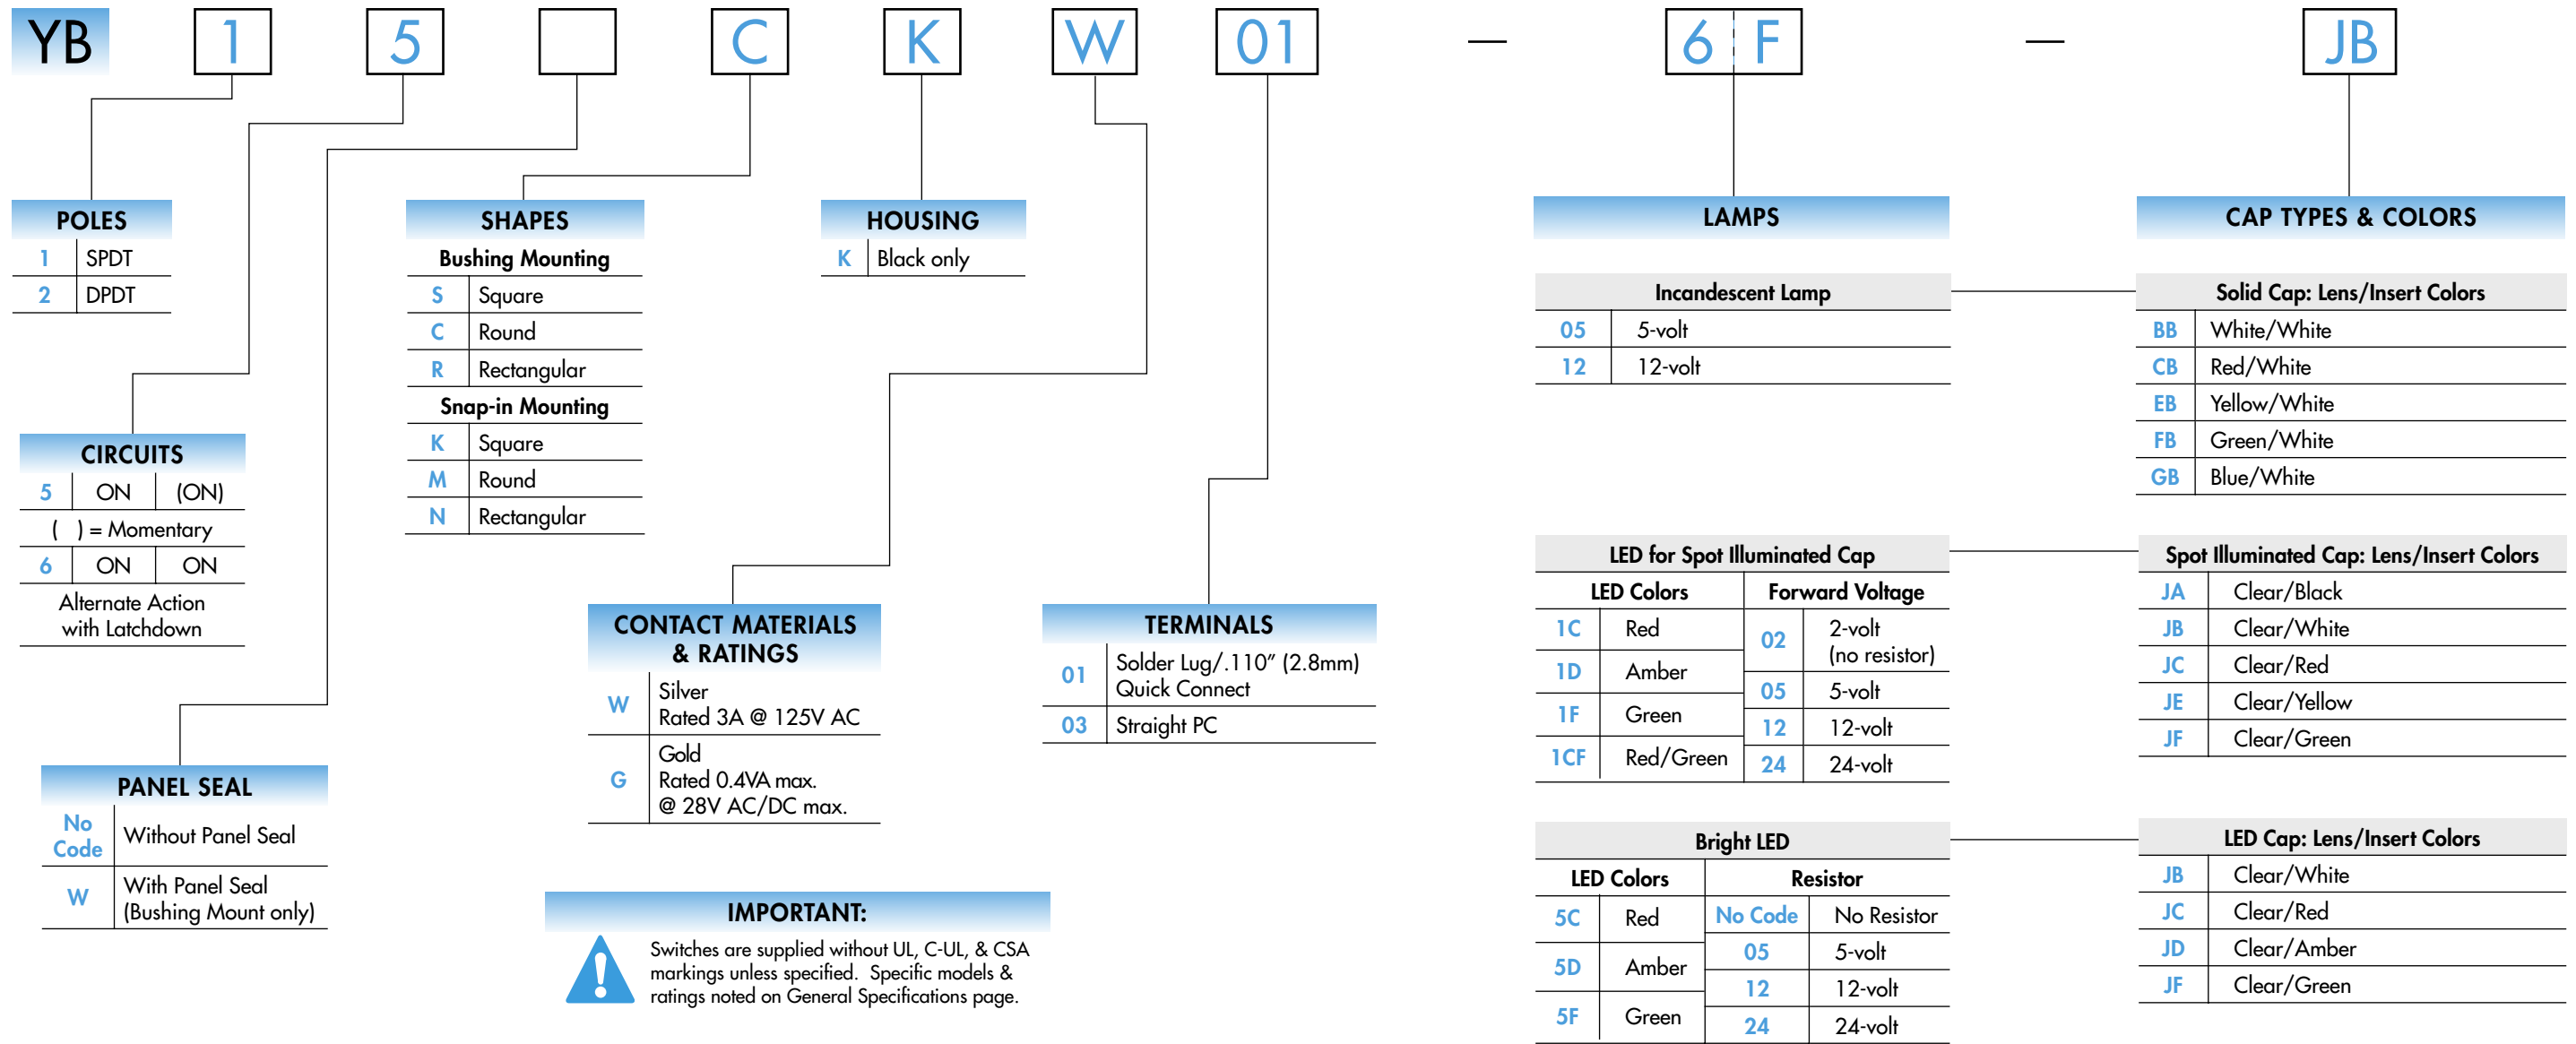 YB 1 5 C K W 01 — 6 F — JB
POLES
1 SPDT
2 DPDT
CIRCUITS
5 ON (ON)
( ) = Momentary
6 ON ON
Alternate Action
with Latchdown
PANEL SEAL
No
Code
Without Panel Seal
W
With Panel Seal
(Bushing Mount only)
SHAPES
Bushing Mounting
S Square
C Round
R Rectangular
Snap-in Mounting
K Square
M Round
N Rectangular
HOUSING
K Black only
CONTACT MATERIALS
& RATINGS
W
Silver
Rated 3A @ 125V AC
G
Gold
Rated 0.4VA max.
@ 28V AC/DC max.
TERMINALS
01
Solder Lug/.110” (2.8mm)
Quick Connect
03 Straight PC
IMPORTANT:
Switches are supplied without UL, C-UL, & CSA
markings unless specified. Specific models &
ratings noted on General Specifications page.
LAMPS
Incandescent Lamp
05 5-volt
12 12-volt
LED for Spot Illuminated Cap
LED Colors
1C Red
1D Amber
1F Green
1CF Red/Green
Forward Voltage
02
2-volt
(no resistor)
05 5-volt
12 12-volt
24 24-volt
Bright LED
LED Colors
5C Red
5D Amber
5F Green
Resistor
No Code No Resistor
05 5-volt
12 12-volt
24 24-volt
CAP TYPES & COLORS
Solid Cap: Lens/Insert Colors
BB White/White
CB Red/White
EB Yellow/White
FB Green/White
GB Blue/White
Spot Illuminated Cap: Lens/Insert Colors
JA Clear/Black
JB Clear/White
JC Clear/Red
JE Clear/Yellow
JF Clear/Green
LED Cap: Lens/Insert Colors
JB Clear/White
JC Clear/Red
JD Clear/Amber
JF Clear/Green